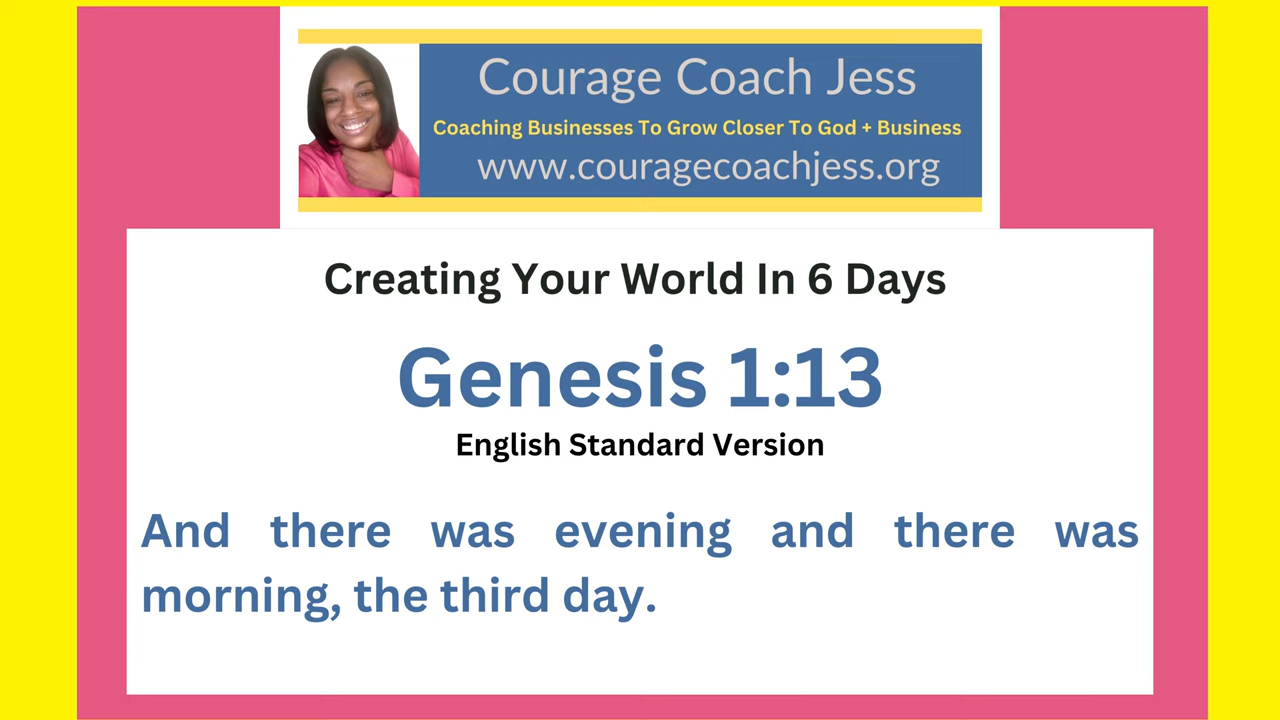 Courage Coach Jess
Coaching Businesses To Grow Closer To God + Business
www.couragecoachjess.org
Creating Your World In 6 Days
Genesis 1:13
English Standard Version
And there was evening and there was
morning, the third day.